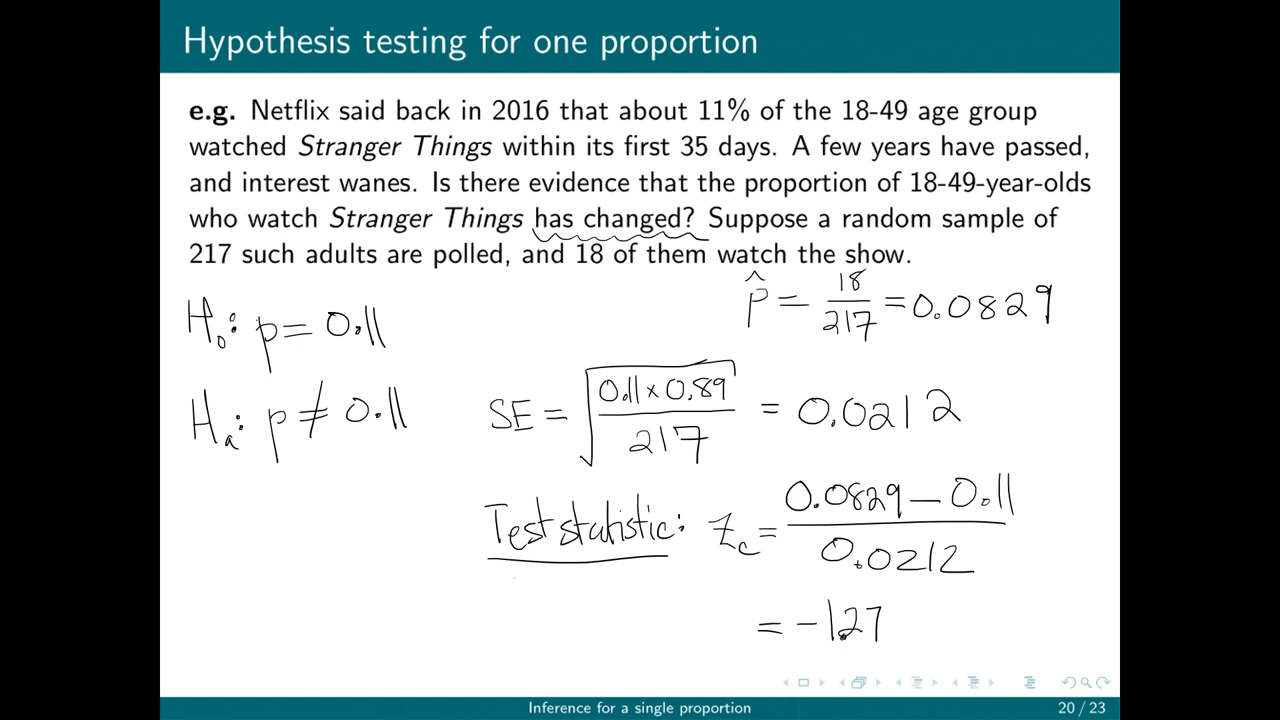 Hypothesis testing for one proportion
e.g. Netflix said back in 2016 that about 11% of the 18-49 age group
watched Stranger Things within its first 35 days. A few years have passed,
and interest wanes. Is there evidence that the proportion of 18-49-year-olds
who watch Stranger Things has changed? Suppose a random sample of
217 such adults are polled, and 18 of them watch the show.
p̂ = 18/217 = 0.0829
H₀: p = 0.11
Hₐ: p ≠ 0.11
SE = √(0.11 × 0.89 / 217) = 0.0212
Test statistic: z_c = (0.0829 – 0.11) / 0.0212
= -1.27
Inference for a single proportion
20 / 23